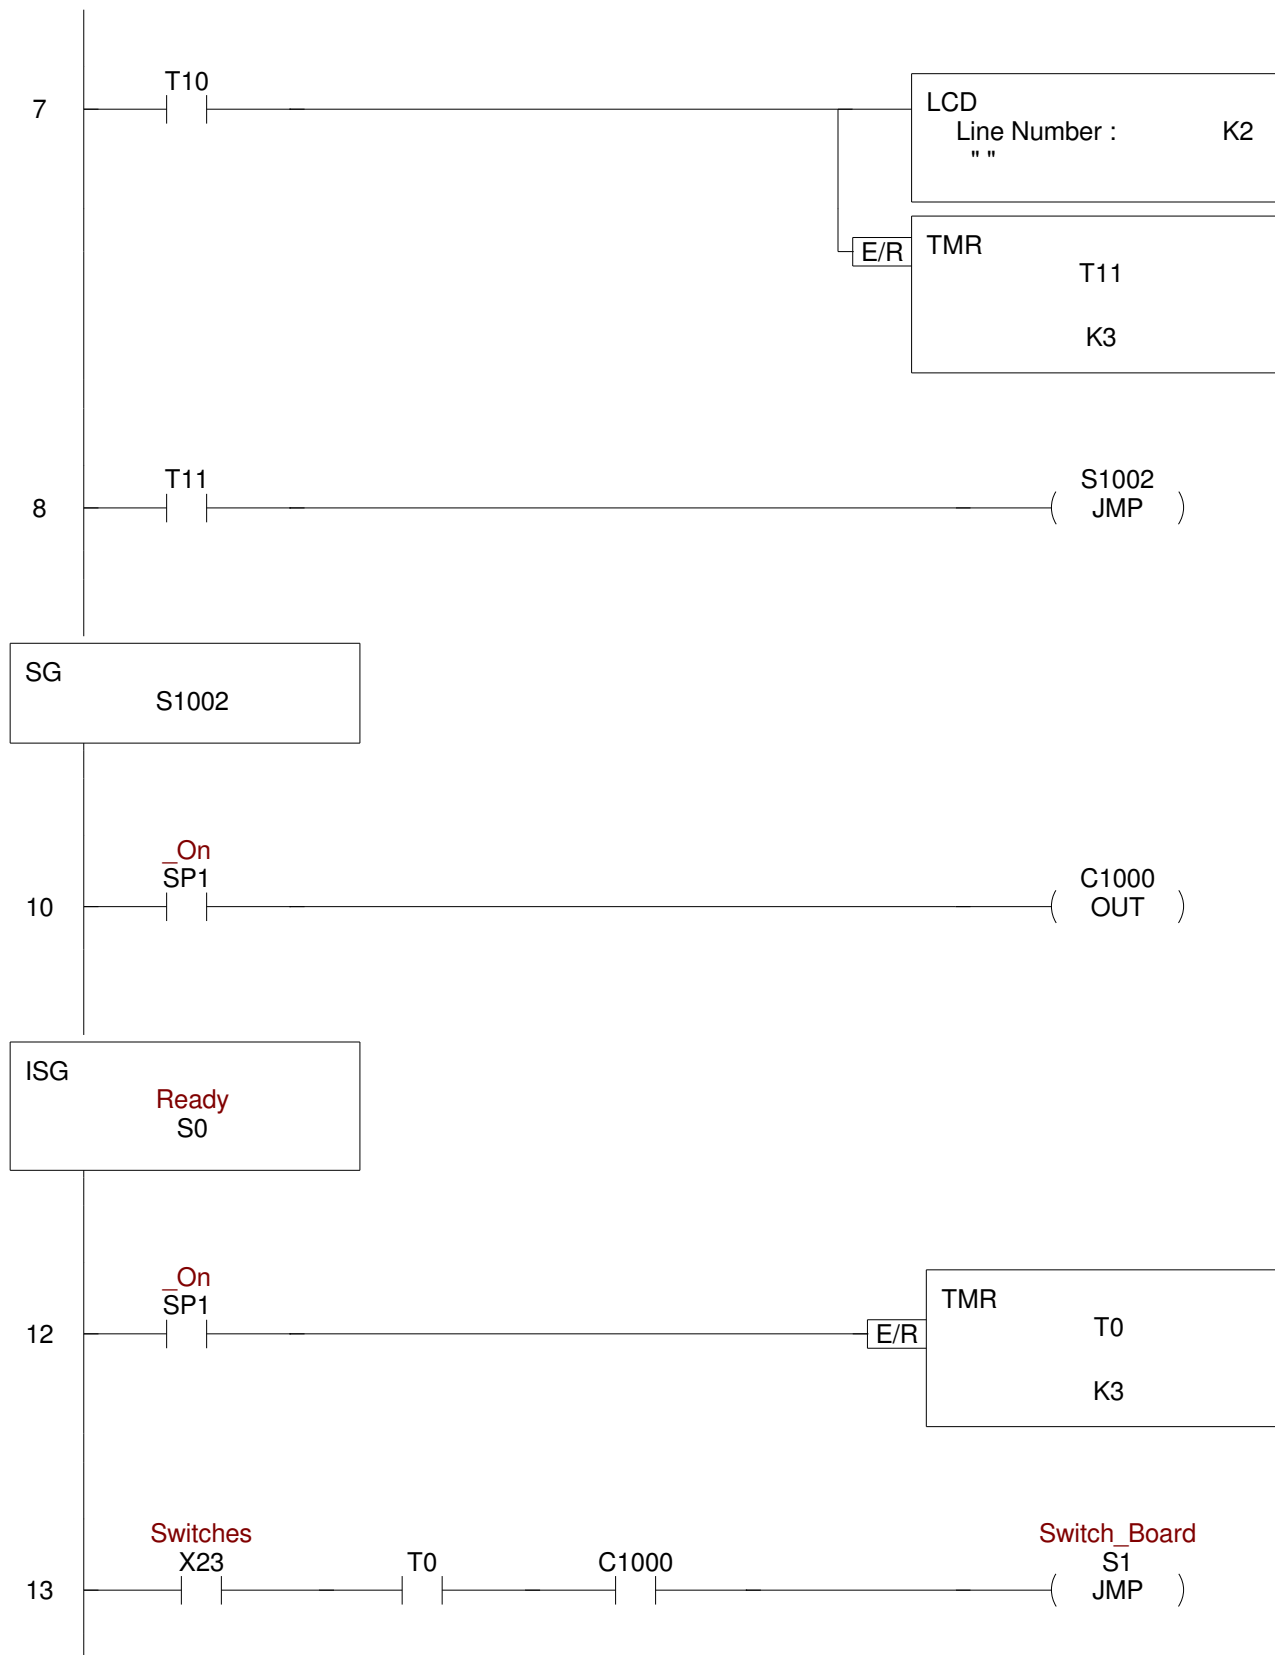 T10
7
LCD
Line Number : K2
" "
E/R
TMR
T11
K3
T11
8
S1002
JMP
SG
S1002
_On
SP1
10
C1000
OUT
ISG
Ready
S0
_On
SP1
12
E/R
TMR
T0
K3
Switches
X23
T0
C1000
13
Switch_Board
S1
JMP